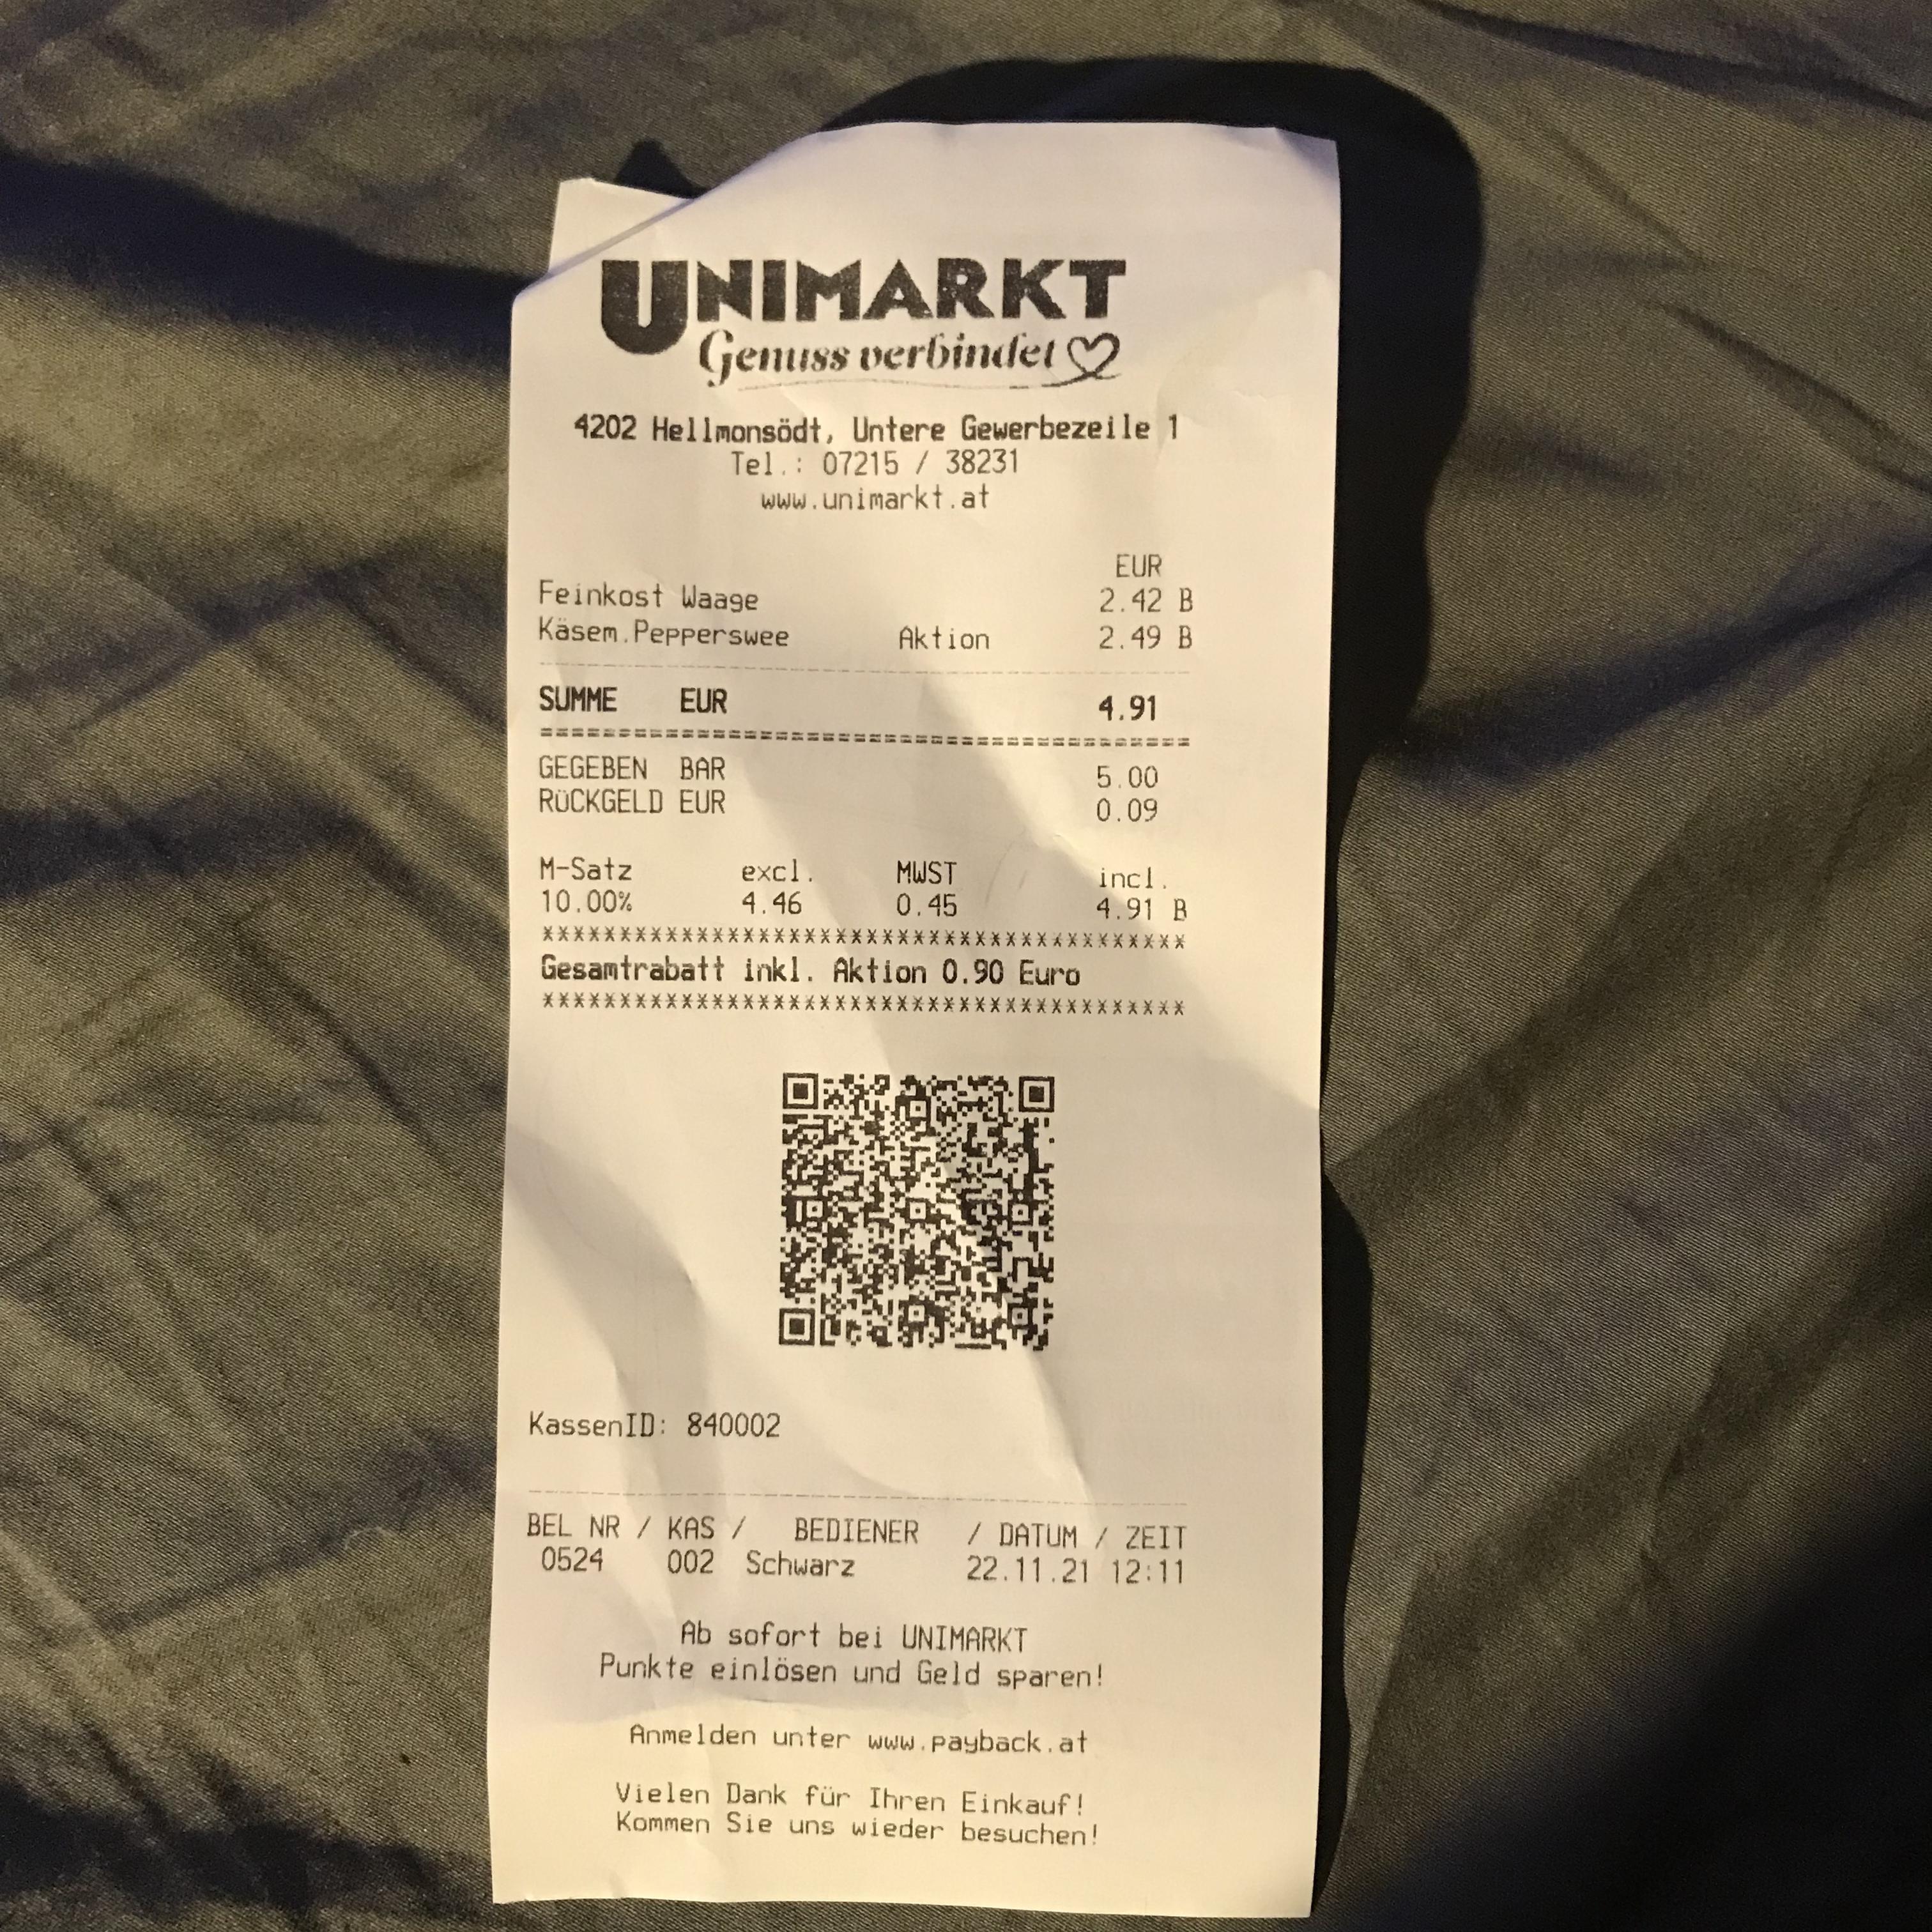 UNIMARKT
Genuss verbindet
4202 Hellmonsödt, Untere Gewerbezeile 1
Tel.: 07215 / 38231
www.unimarkt.at
EUR
Feinkost Waage 2.42 B
Käsem.Pepperswee Aktion 2.49 B
SUMME EUR 4.91
=========================================
GEGEBEN BAR 5.00
RÜCKGELD EUR 0.09
M-Satz excl. MWST incl.
10.00% 4.46 0.45 4.91 B
******************************************
Gesamtrabatt inkl. Aktion 0.90 Euro
******************************************
KassenID: 840002
BEL NR / KAS / BEDIENER / DATUM / ZEIT
0524 002 Schwarz 22.11.21 12:11
Ab sofort bei UNIMARKT
Punkte einlösen und Geld sparen!
Anmelden unter www.payback.at
Vielen Dank für Ihren Einkauf!
Kommen Sie uns wieder besuchen!